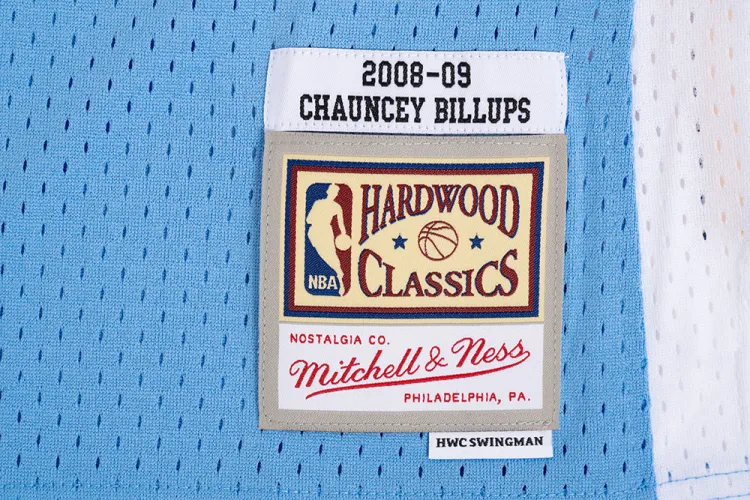 2008-09
CHAUNCEY BILLUPS
HARDWOOD
NBA
CLASSICS
NOSTALGIA CO.
Mitchell & Ness
PHILADELPHIA, PA.
HWC SWINGMAN